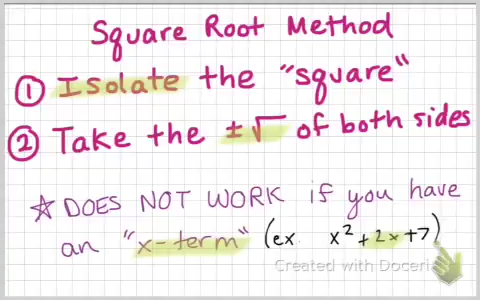 Square Root Method
① Isolate the "square"
② Take the ±√ of both sides
☆ DOES NOT WORK if you have
an "x-term" (ex. x² + 2x + 7)
Created with Doceri